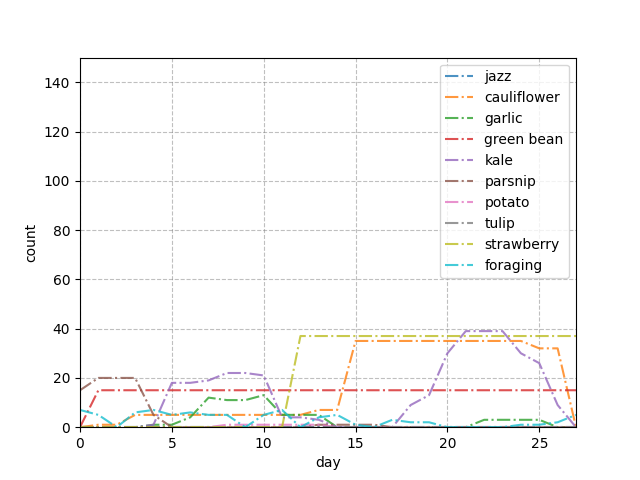 140
120
100
80
60
40
20
0
count
0 5 10 15 20 25
day
jazz
cauliflower
garlic
green bean
kale
parsnip
potato
tulip
strawberry
foraging